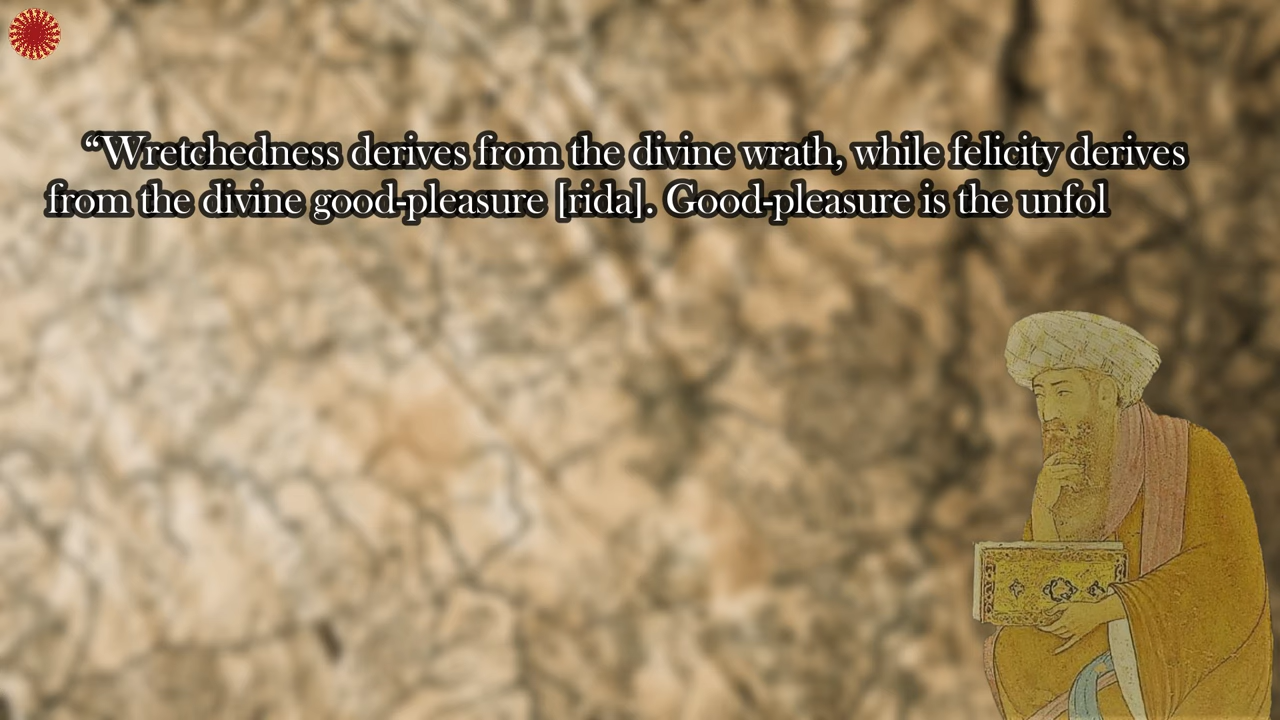 “Wretchedness derives from the divine wrath, while felicity derives
from the divine good-pleasure [rida]. Good-pleasure is the unfol